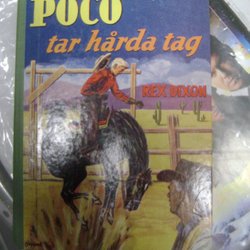 POCO
tar hårda tag
REX DIXON